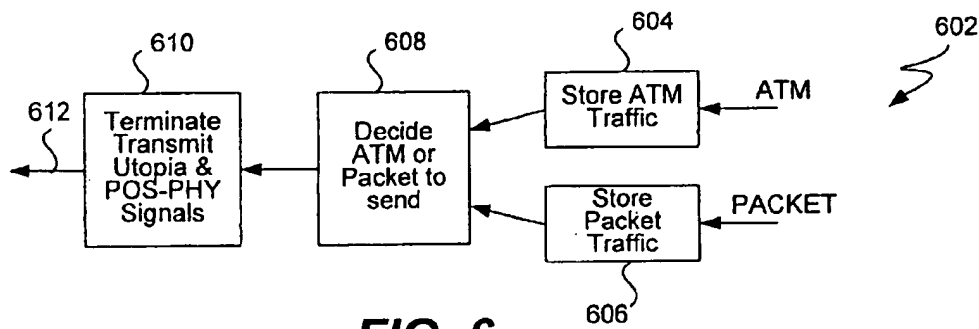 610
608
604
602
612
Terminate
Transmit
Utopia &
POS-PHY
Signals
Decide
ATM or
Packet to
send
Store ATM
Traffic
ATM
Store
Packet
Traffic
PACKET
606
FIG. 6